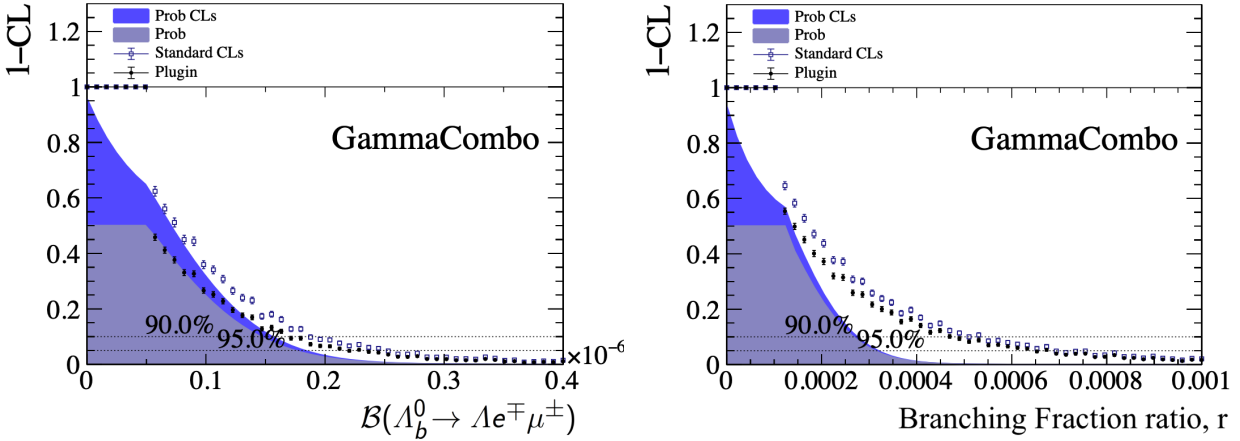 1–CL
1.2
1
0.8
0.6
0.4
0.2
0
Prob CLs
Prob
Standard CLs
Plugin
GammaCombo
90.0%
95.0%
0 0.1 0.2 0.3 0.4
×10⁻⁶
ℬ(Λ⁰_b → Λe^∓μ^±)
1–CL
1.2
1
0.8
0.6
0.4
0.2
0
Prob CLs
Prob
Standard CLs
Plugin
GammaCombo
90.0%
95.0%
0 0.0002 0.0004 0.0006 0.0008 0.001
Branching Fraction ratio, r